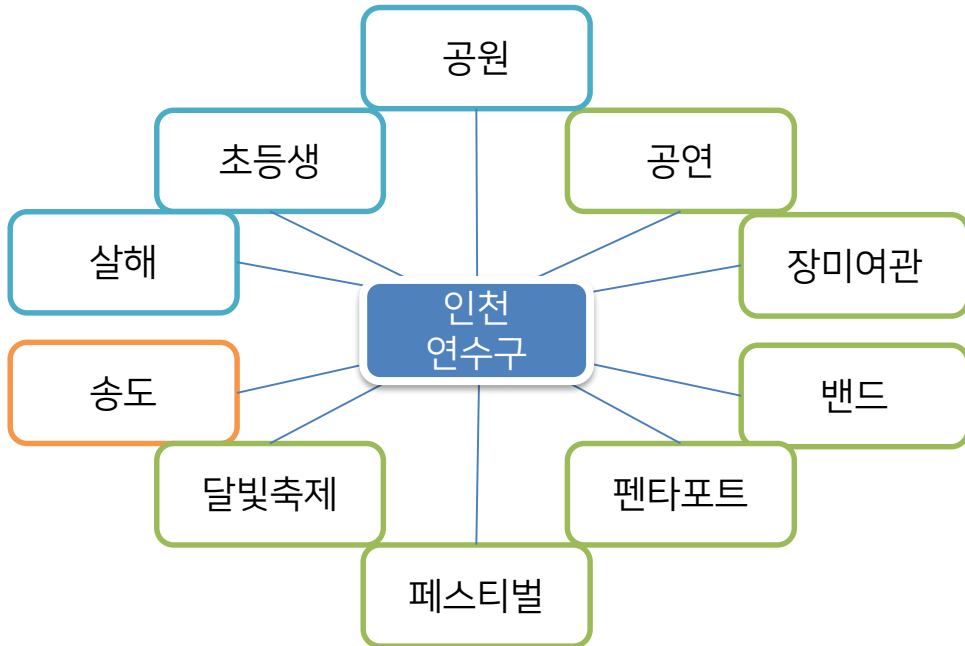 공원
초등생
공연
살해
장미여관
인천
연수구
송도
밴드
달빛축제
펜타포트
페스티벌